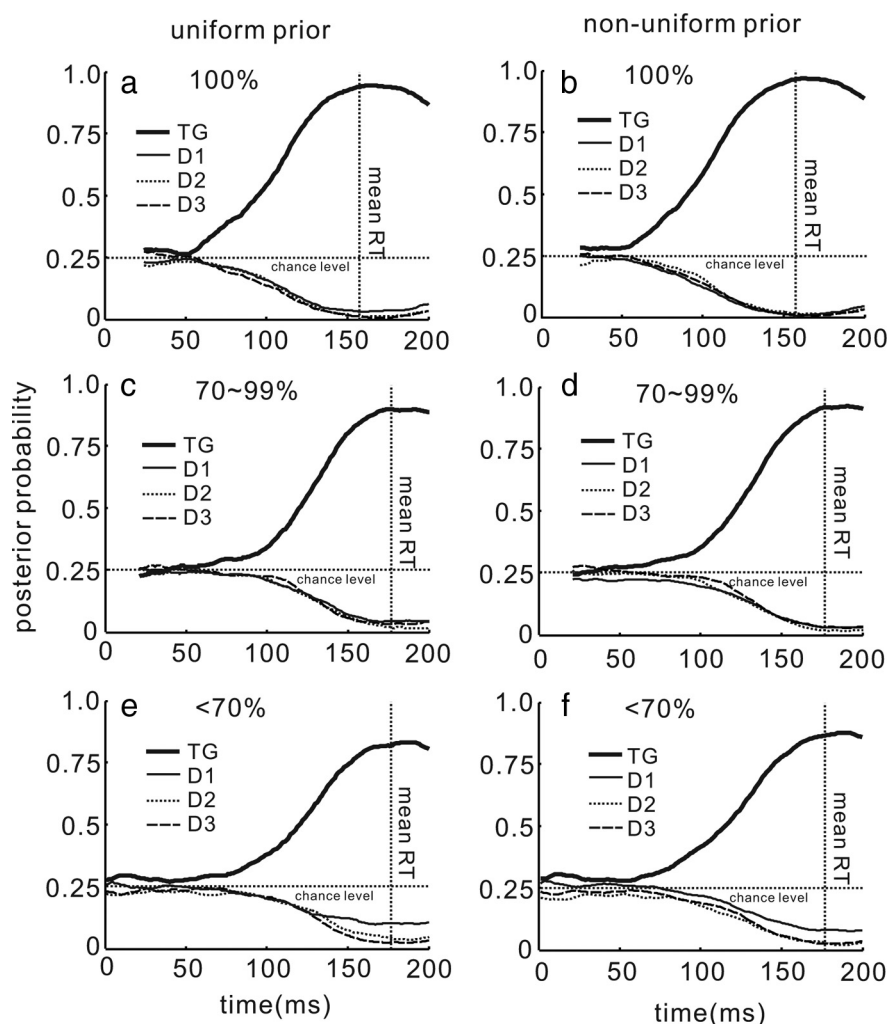 uniform prior
non-uniform prior
posterior probability
a
100%
1.0
0.75
0.5
0.25
0
TG
D1
D2
D3
mean RT
chance level
0 50 100 150 200
b
100%
1.0
0.75
0.5
0.25
0
TG
D1
D2
D3
mean RT
chance level
0 50 100 150 200
c
70~99%
1.0
0.75
0.5
0.25
0
TG
D1
D2
D3
mean RT
chance level
0 50 100 150 200
d
70~99%
1.0
0.75
0.5
0.25
0
TG
D1
D2
D3
mean RT
chance level
0 50 100 150 200
e
<70%
1.0
0.75
0.5
0.25
0
TG
D1
D2
D3
mean RT
chance level
0 50 100 150 200
time(ms)
f
<70%
1.0
0.75
0.5
0.25
0
TG
D1
D2
D3
mean RT
chance level
0 50 100 150 200
time(ms)